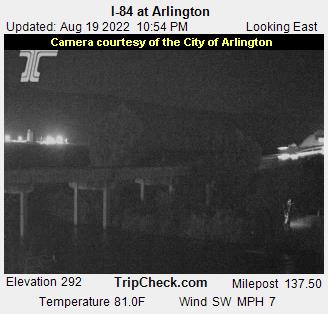 I-84 at Arlington
Updated: Aug 19 2022 10:54 PM Looking East
Camera courtesy of the City of Arlington
Elevation 292 TripCheck.com Milepost 137.50
Temperature 81.0F Wind SW MPH 7